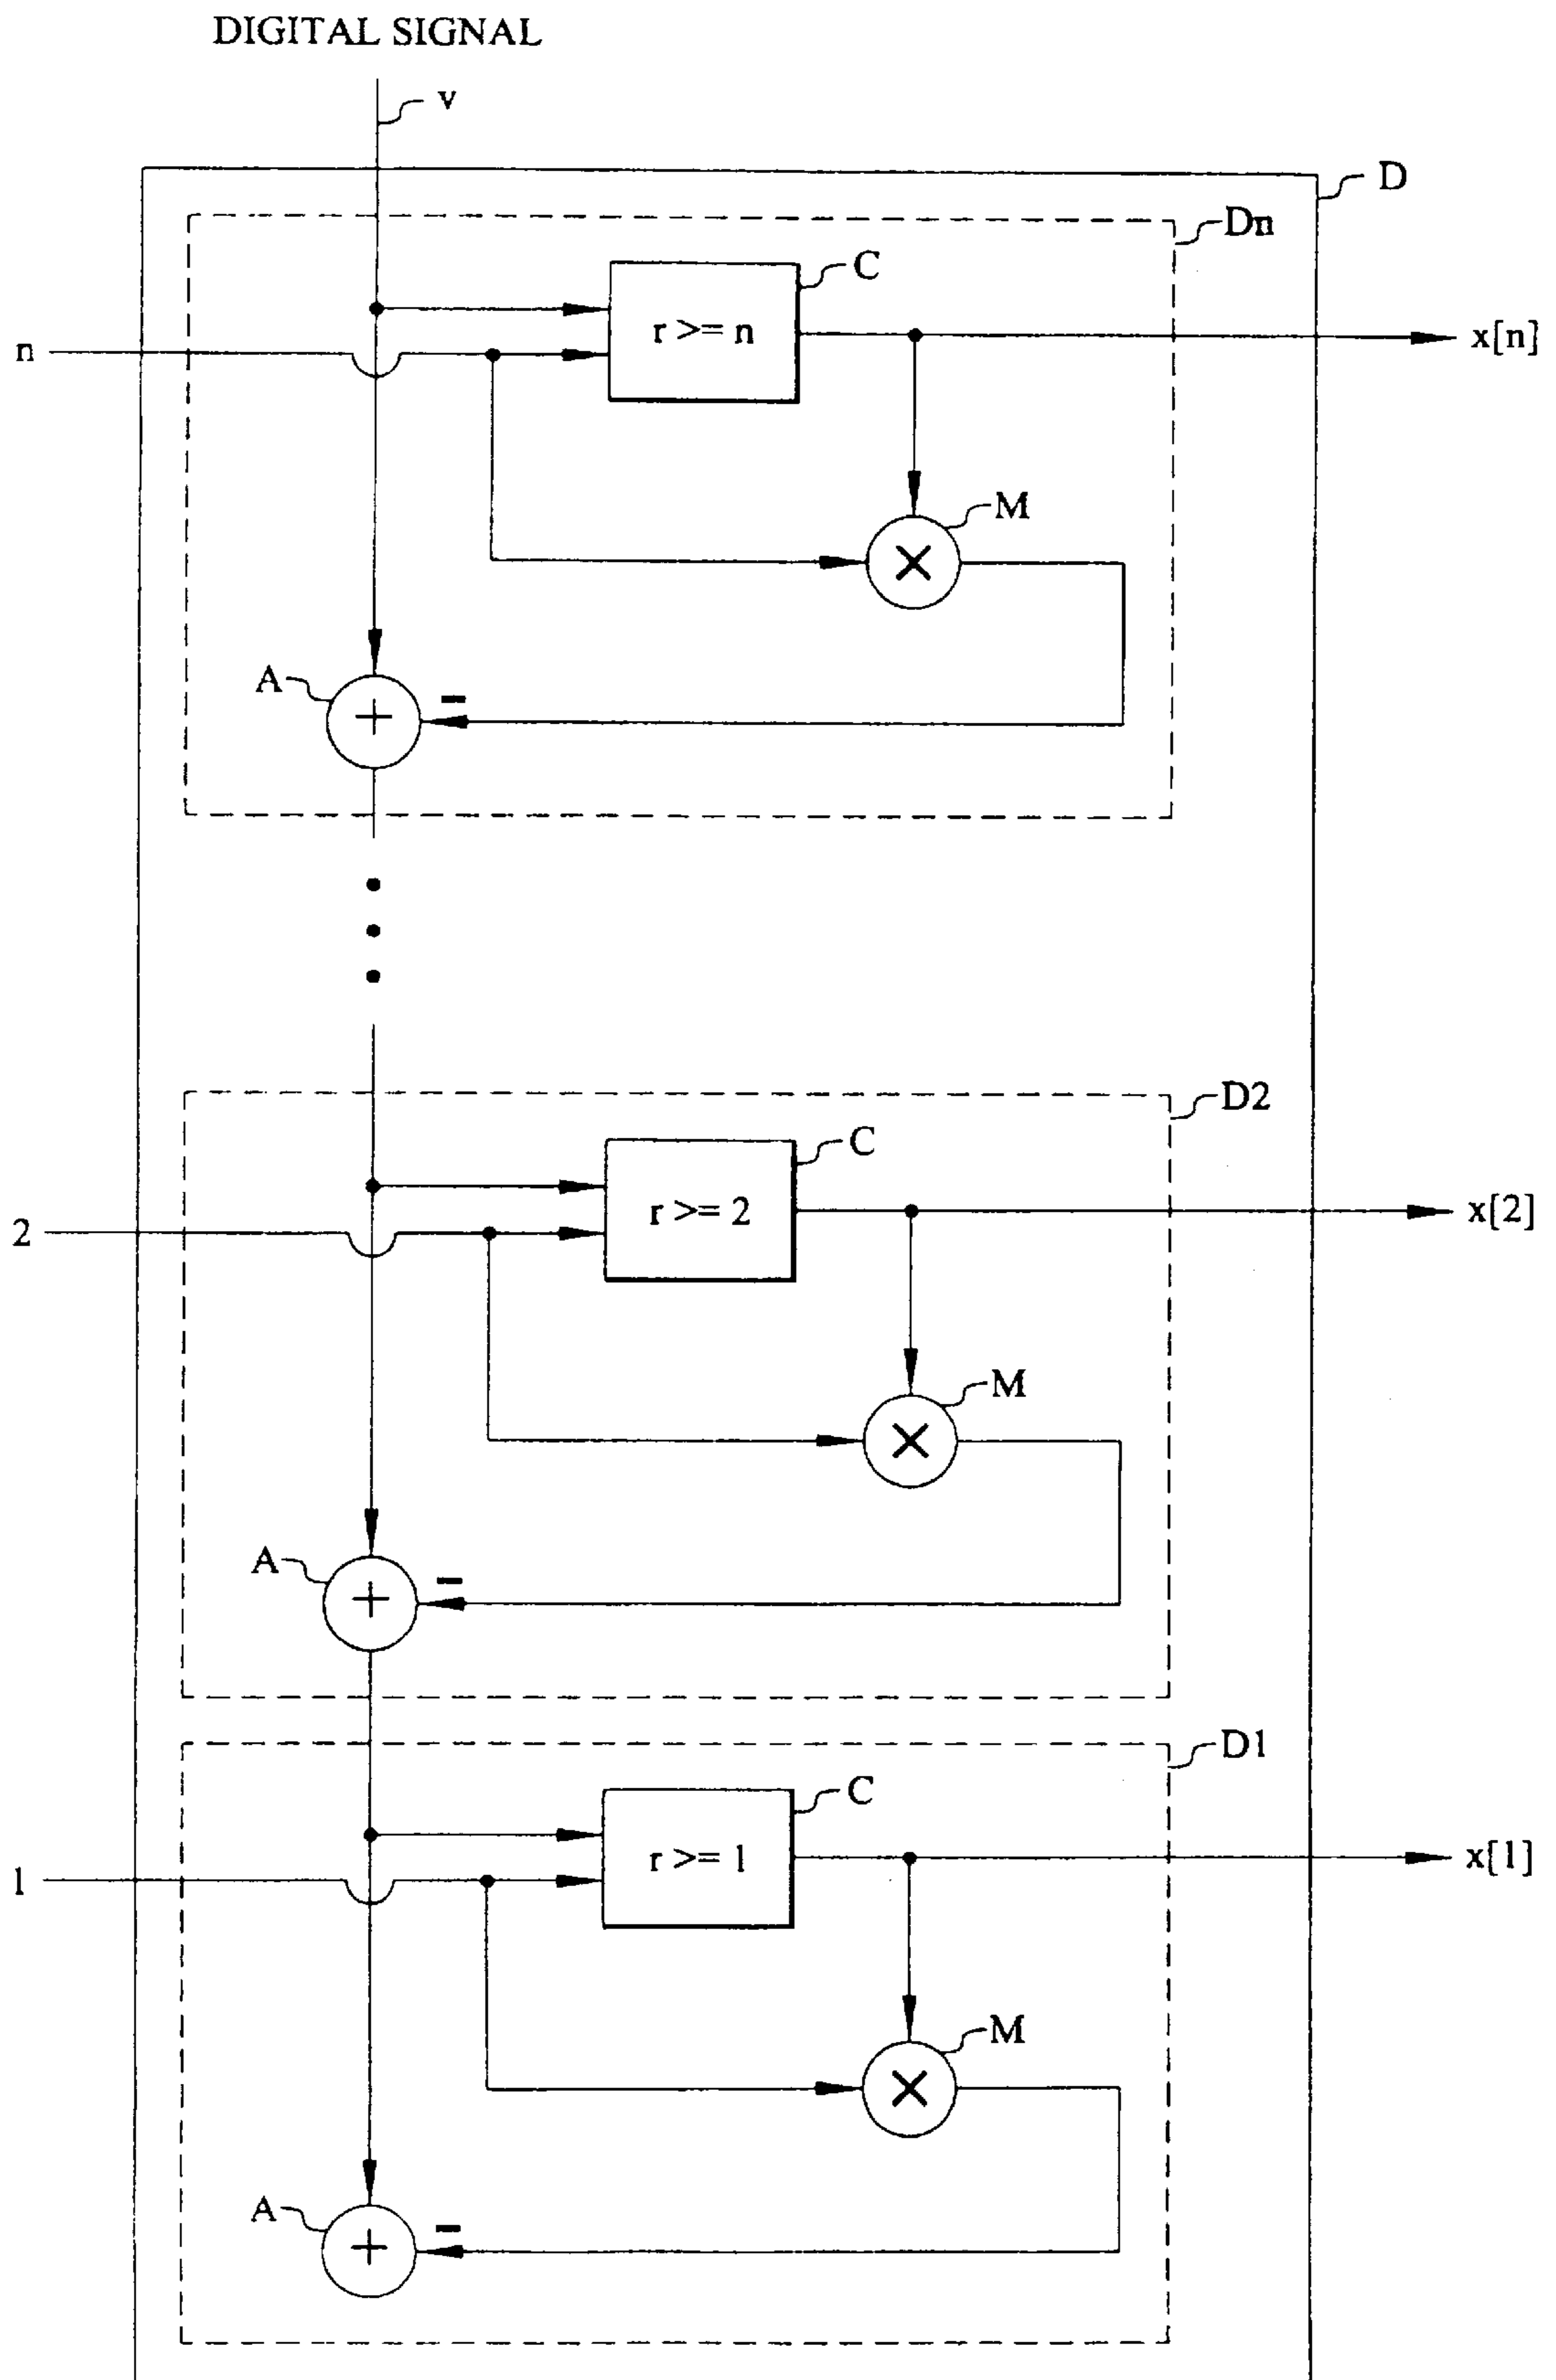 DIGITAL SIGNAL
v
D
Dn
C
n
r >= n
x[n]
M
×
A
−
+
D2
C
2
r >= 2
x[2]
M
×
A
−
+
D1
C
1
r >= 1
x[1]
M
×
A
−
+